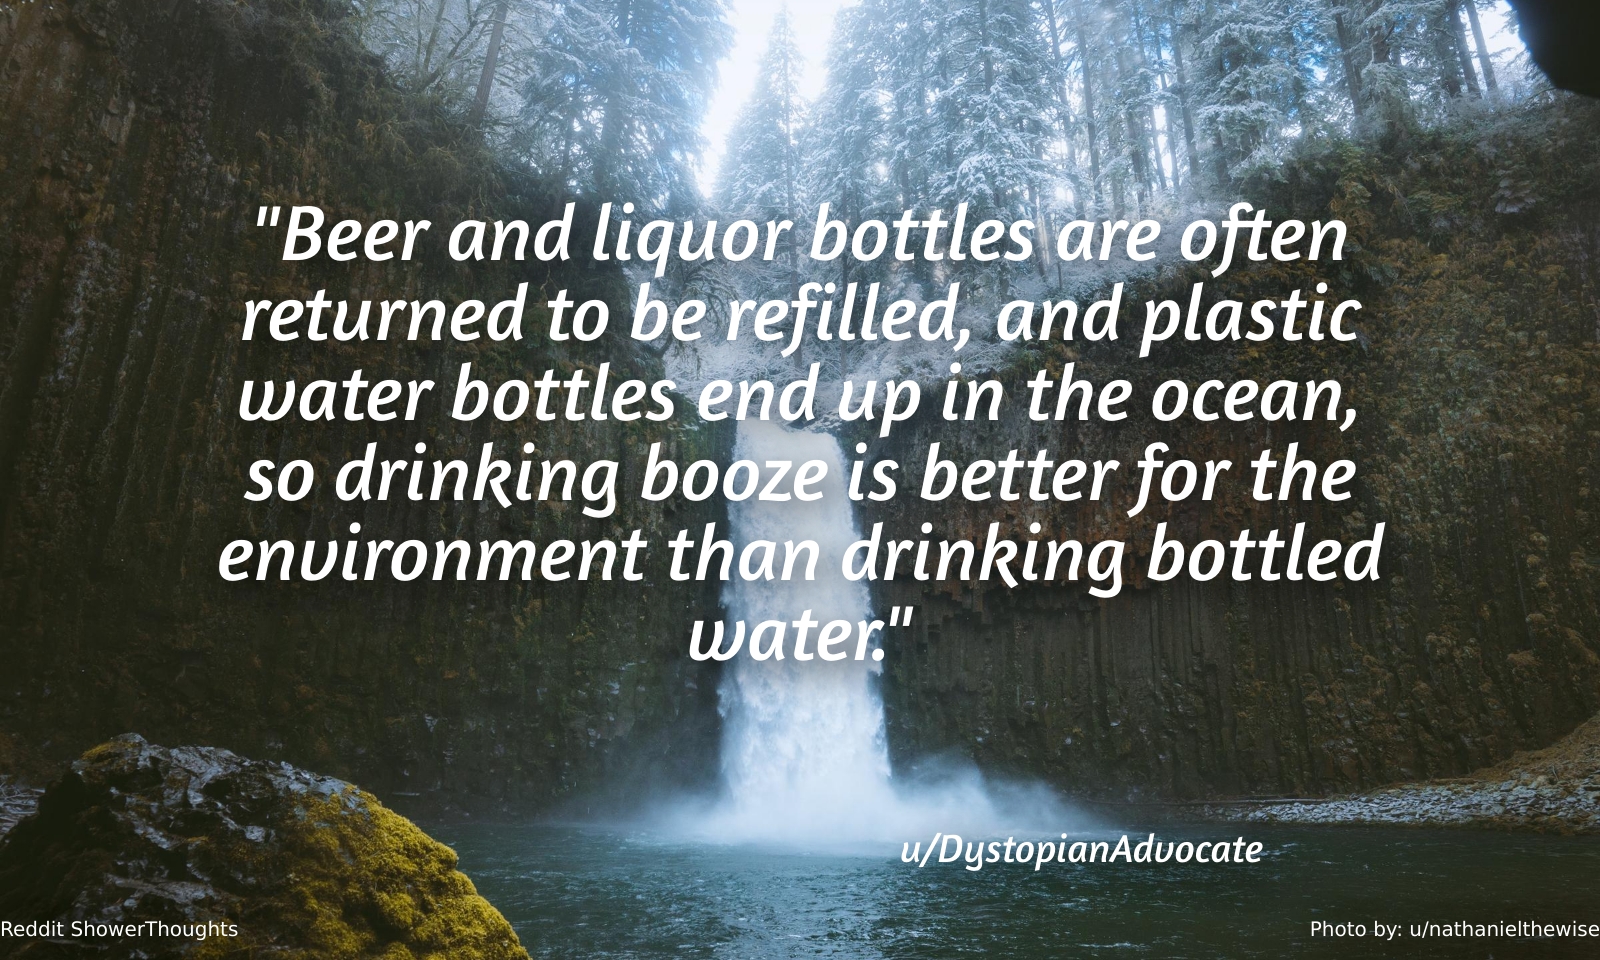 "Beer and liquor bottles are often
returned to be refilled, and plastic
water bottles end up in the ocean,
so drinking booze is better for the
environment than drinking bottled
water."
u/DystopianAdvocate
Reddit ShowerThoughts
Photo by: u/nathanielthewise